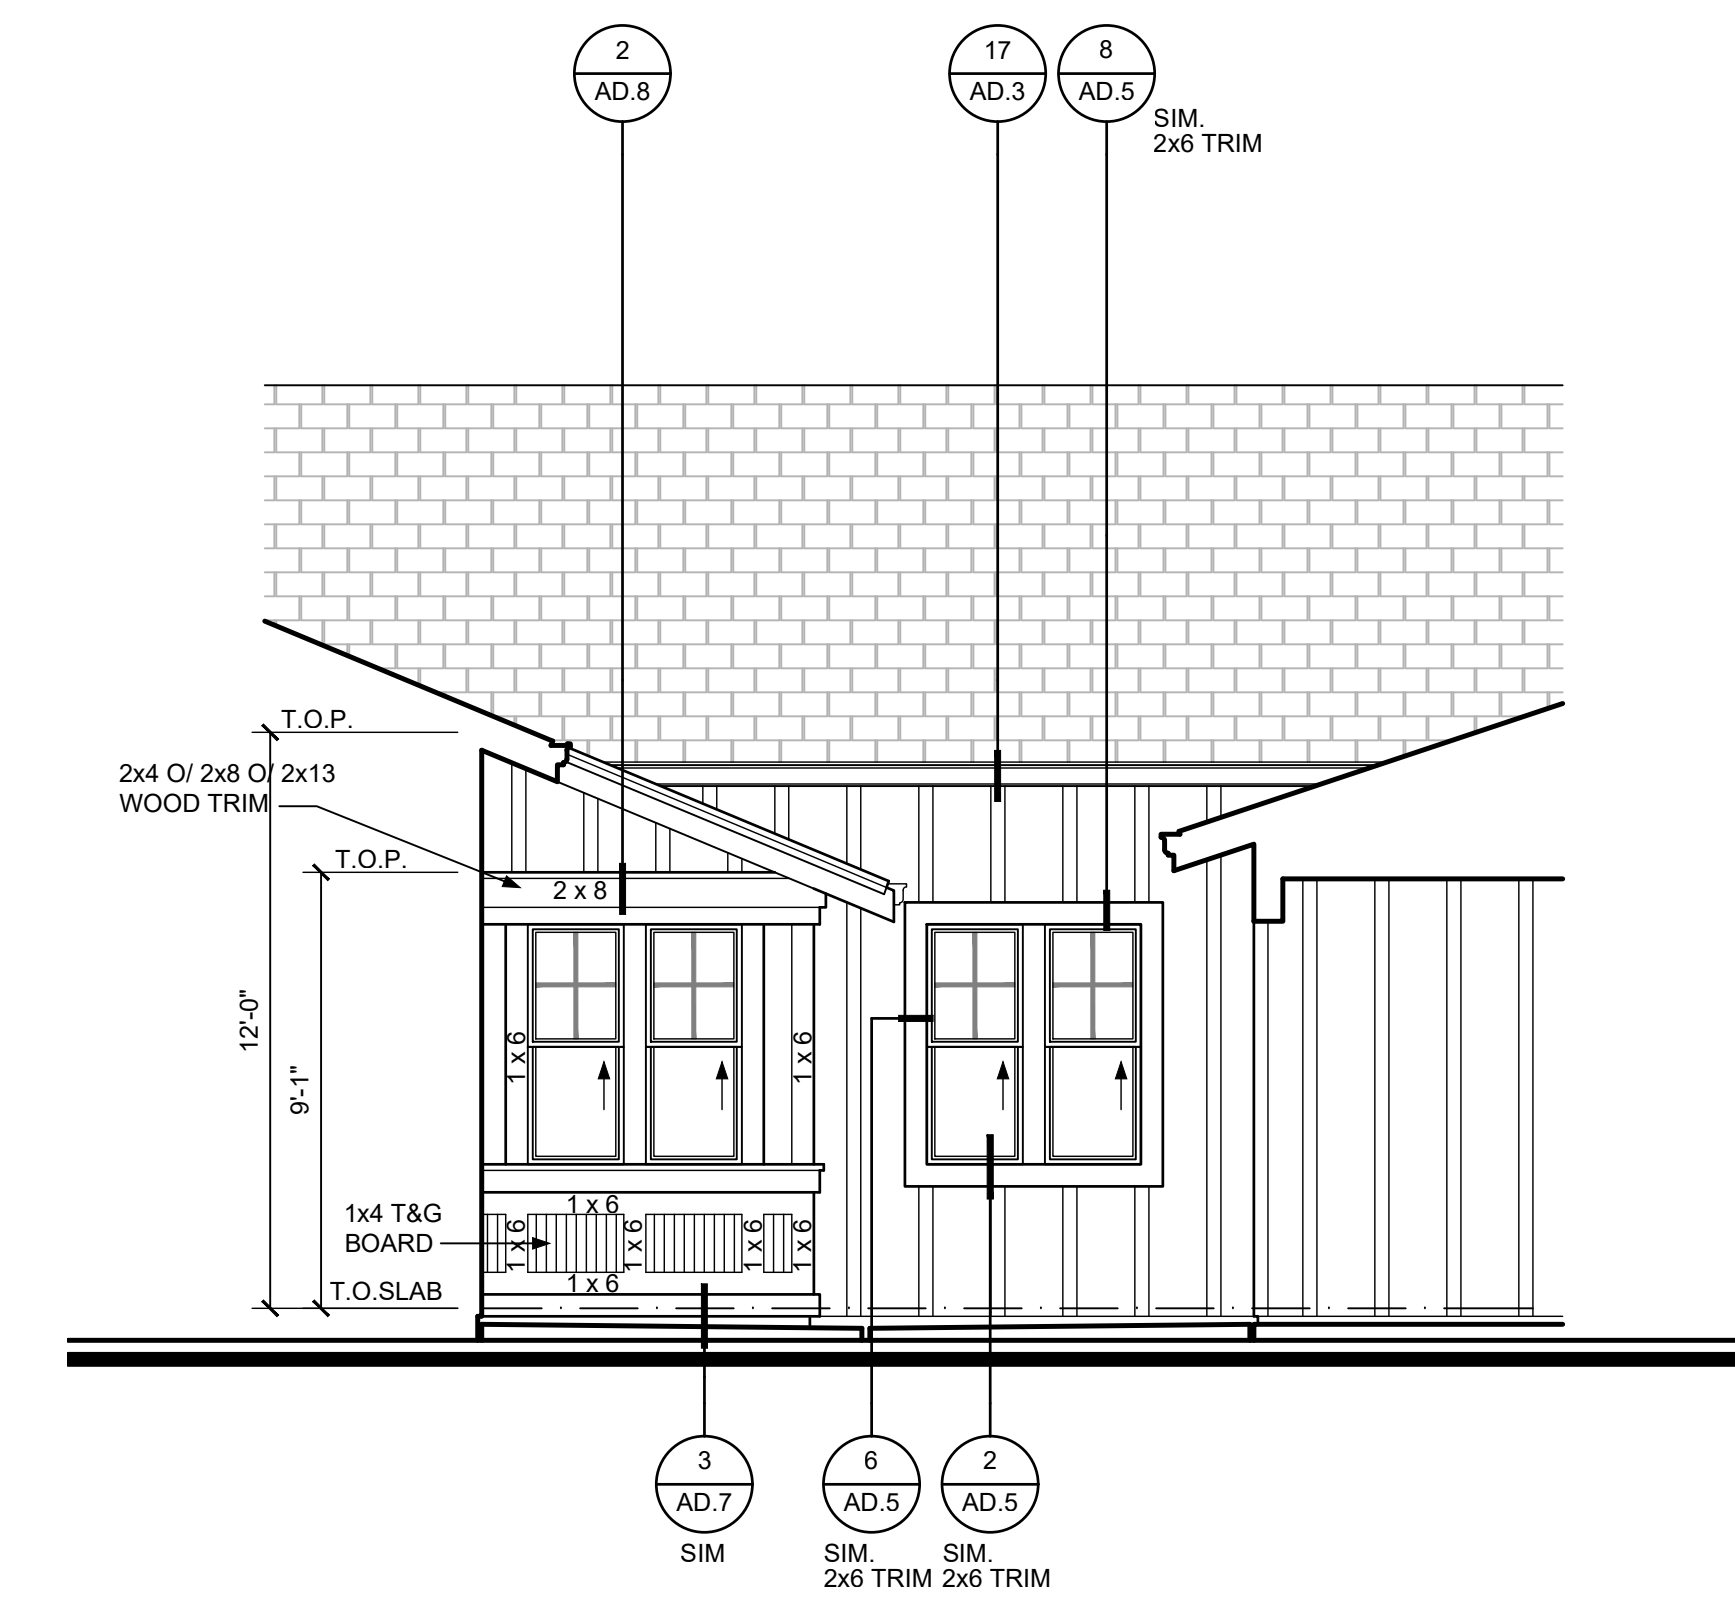 2
AD.8
17
AD.3
8
AD.5
SIM.
2x6 TRIM
T.O.P.
2x4 O/ 2x8 O/ 2x13
WOOD TRIM
T.O.P.
2 x 8
12'-0"
9'-1"
1 x 6
1 x 6
1x4 T&G
BOARD
1 x 6
1 x 6
1 x 6
1 x 6
1 x 6
1 x 6
T.O.SLAB
3
AD.7
SIM
6
AD.5
SIM.
2x6 TRIM
2
AD.5
SIM.
2x6 TRIM